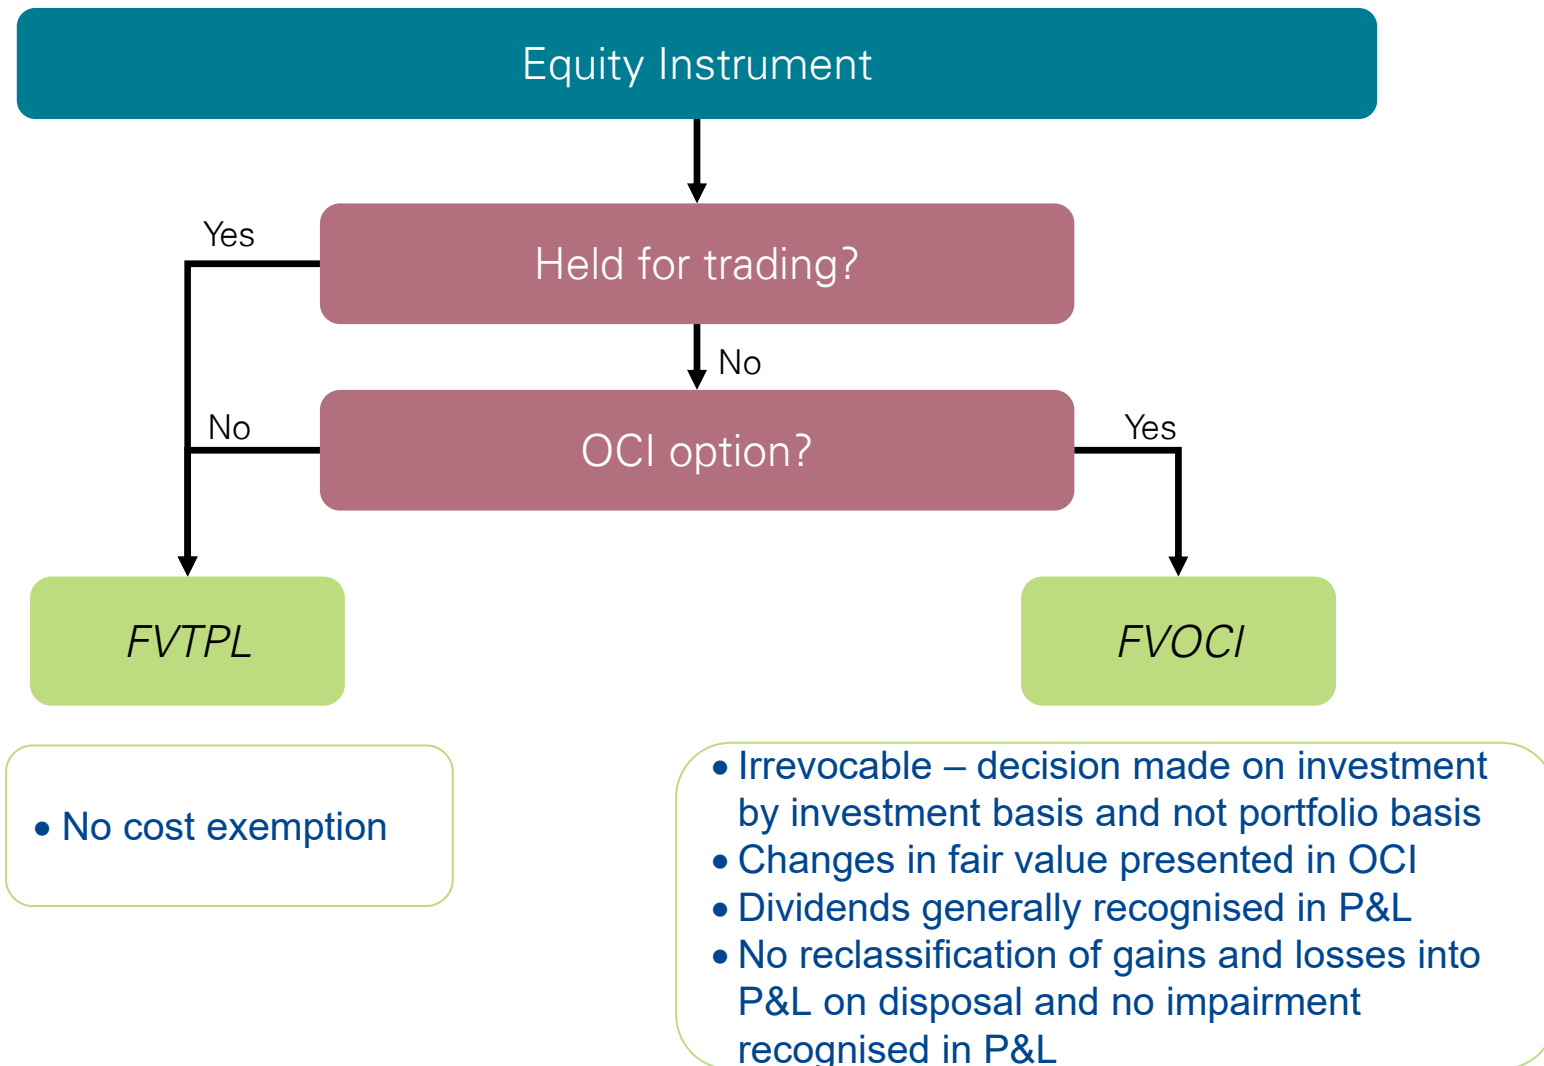 Equity Instrument
Yes
Held for trading?
No
No
OCI option?
Yes
FVTPL
FVOCI
• No cost exemption
• Irrevocable – decision made on investment
by investment basis and not portfolio basis
• Changes in fair value presented in OCI
• Dividends generally recognised in P&L
• No reclassification of gains and losses into
P&L on disposal and no impairment
recognised in P&L